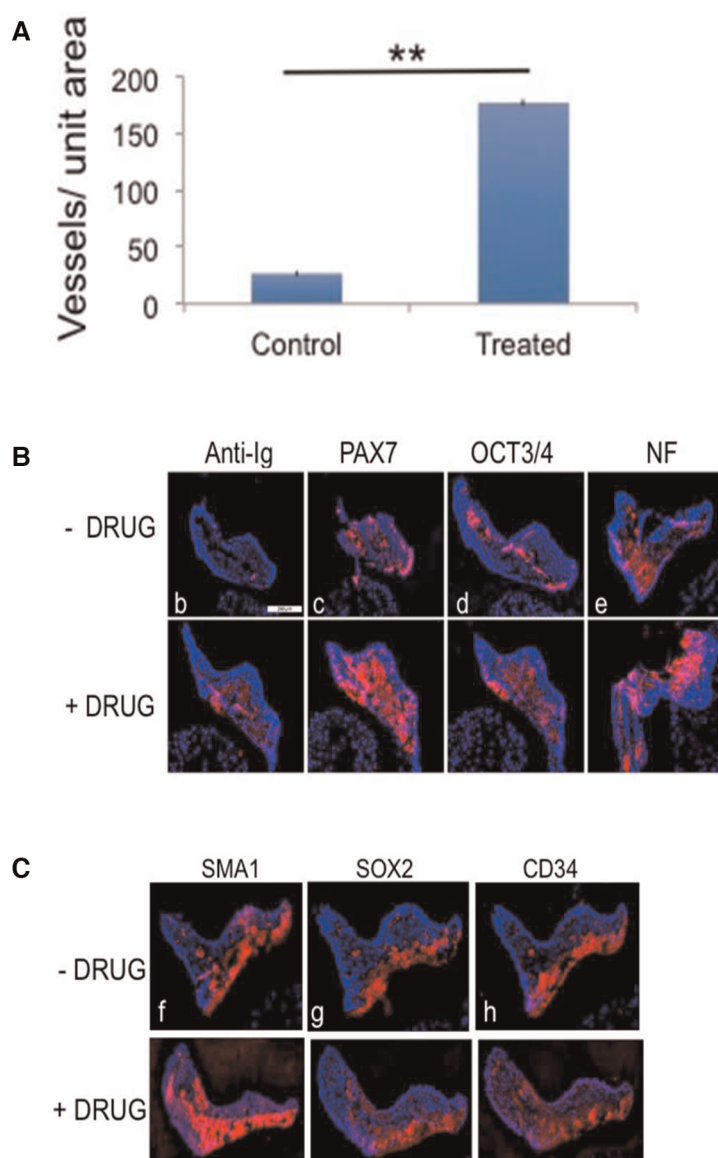 A
**
Vessels/ unit area
200
150
100
50
0
Control Treated
B
Anti-Ig PAX7 OCT3/4 NF
- DRUG
b c d e
+ DRUG
C
SMA1 SOX2 CD34
- DRUG
f g h
+ DRUG